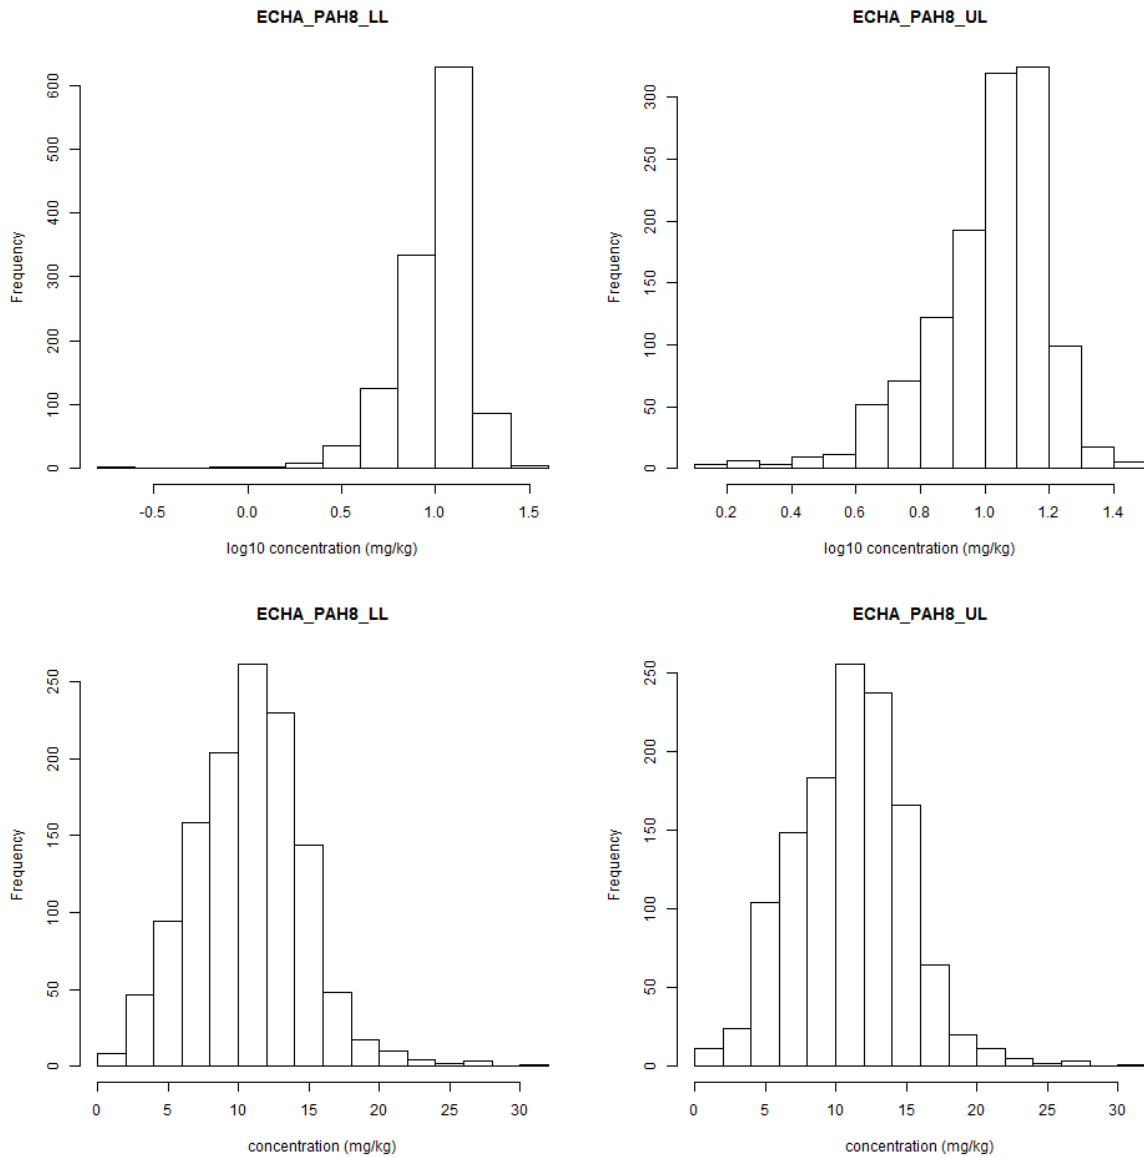 ECHA_PAH8_LL
Frequency
0 100 200 300 400 500 600
-0.5 0.0 0.5 1.0 1.5
log10 concentration (mg/kg)
ECHA_PAH8_UL
Frequency
0 50 100 150 200 250 300
0.2 0.4 0.6 0.8 1.0 1.2 1.4
log10 concentration (mg/kg)
ECHA_PAH8_LL
Frequency
0 50 100 150 200 250
0 5 10 15 20 25 30
concentration (mg/kg)
ECHA_PAH8_UL
Frequency
0 50 100 150 200 250
0 5 10 15 20 25 30
concentration (mg/kg)